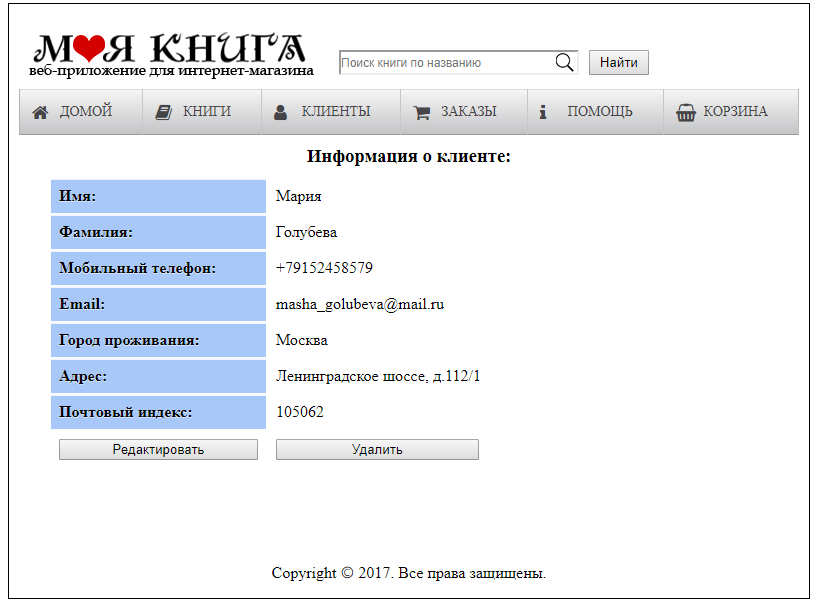 МОЯ КНИГА
веб-приложение для интернет-магазина
Поиск книги по названию
Найти
ДОМОЙ КНИГИ КЛИЕНТЫ ЗАКАЗЫ ПОМОЩЬ КОРЗИНА
Информация о клиенте:
Имя: Мария
Фамилия: Голубева
Мобильный телефон: +79152458579
Email: masha_golubeva@mail.ru
Город проживания: Москва
Адрес: Ленинградское шоссе, д.112/1
Почтовый индекс: 105062
Редактировать Удалить
Copyright © 2017. Все права защищены.